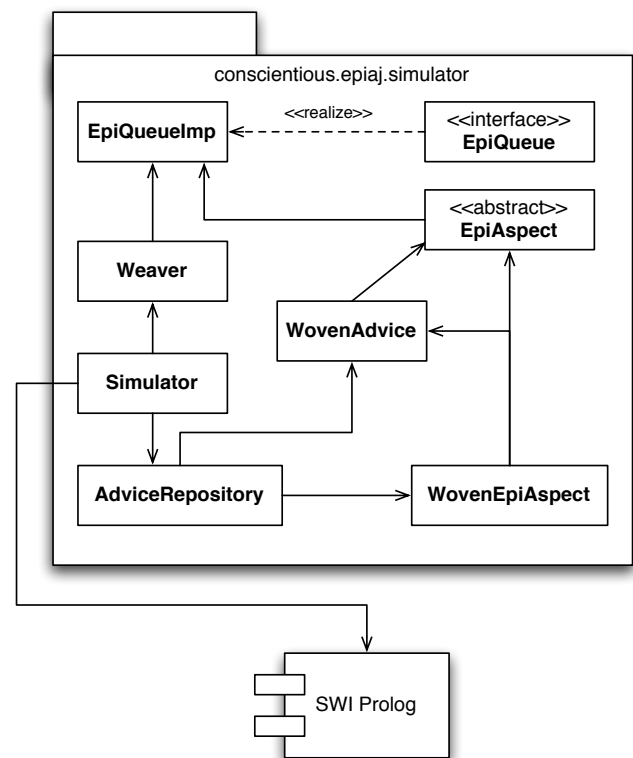 conscientious.epiaj.simulator
<<realize>>
EpiQueueImp
<<interface>>
EpiQueue
<<abstract>>
EpiAspect
Weaver
WovenAdvice
Simulator
AdviceRepository
WovenEpiAspect
SWI Prolog